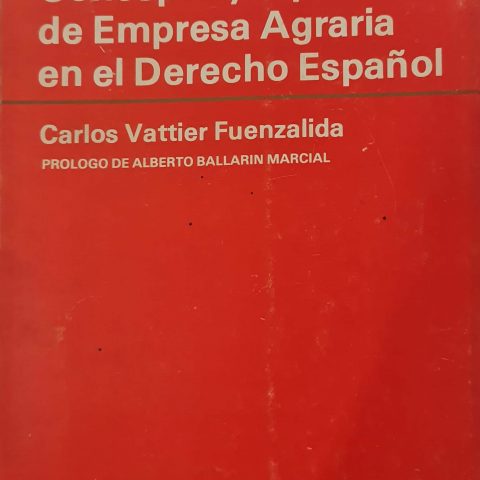 de Empresa Agraria
en el Derecho Español
Carlos Vattier Fuenzalida
PROLOGO DE ALBERTO BALLARIN MARCIAL